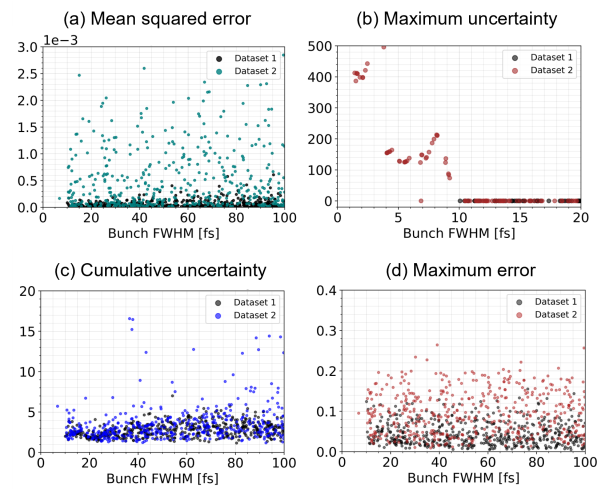 (a) Mean squared error
1e−3
3.0
2.5
2.0
1.5
1.0
0.5
0.0
0 20 40 60 80 100
Bunch FWHM [fs]
Dataset 1
Dataset 2
(b) Maximum uncertainty
500
400
300
200
100
0
0 5 10 15 20
Bunch FWHM [fs]
Dataset 1
Dataset 2
(c) Cumulative uncertainty
20
15
10
5
0
0 20 40 60 80 100
Bunch FWHM [fs]
Dataset 1
Dataset 2
(d) Maximum error
0.4
0.3
0.2
0.1
0.0
0 20 40 60 80 100
Bunch FWHM [fs]
Dataset 1
Dataset 2